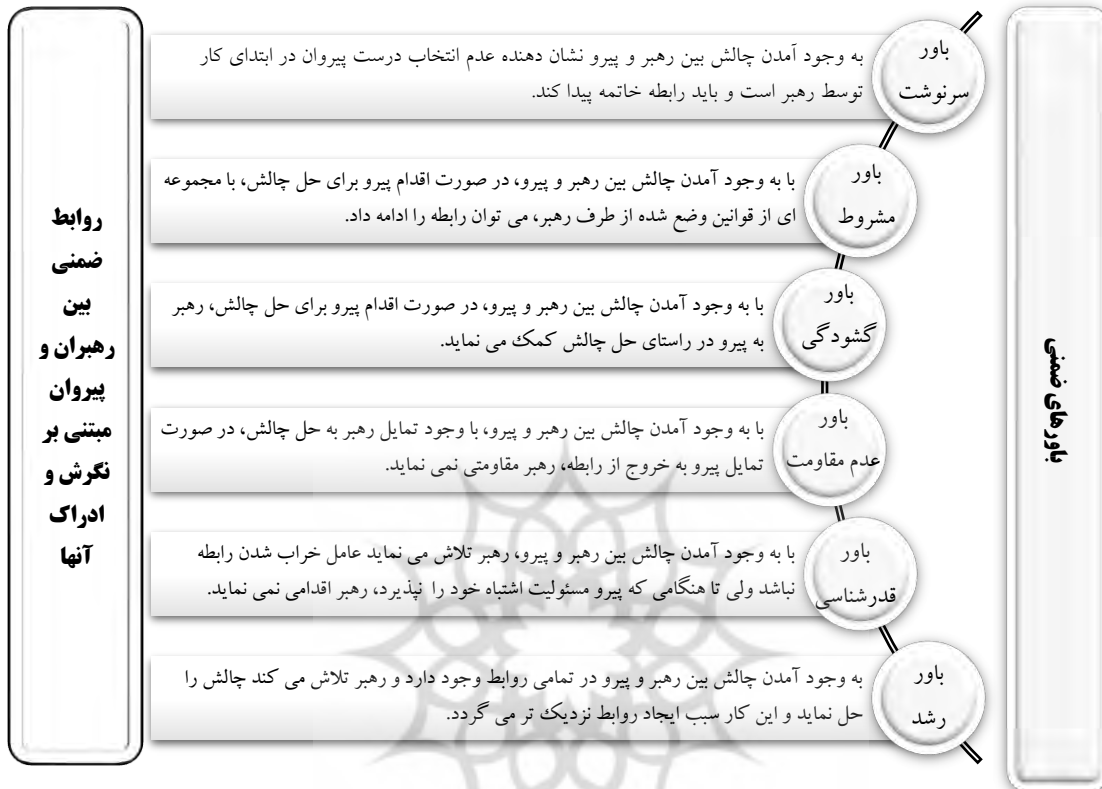 باورهای ضمنی
باور
سرنوشت
به وجود آمدن چالش بین رهبر و پیرو نشان دهنده عدم انتخاب درست پیروان در ابتدای کار
توسط رهبر است و باید رابطه خاتمه پیدا کند.
باور
مشروط
با به وجود آمدن چالش بین رهبر و پیرو، در صورت اقدام پیرو برای حل چالش، با مجموعه
ای از قوانین وضع شده از طرف رهبر، می توان رابطه را ادامه داد.
باور
گشودگی
با به وجود آمدن چالش بین رهبر و پیرو، در صورت اقدام پیرو برای حل چالش، رهبر
به پیرو در راستای حل چالش کمک می نماید.
باور
عدم مقاومت
با به وجود آمدن چالش بین رهبر و پیرو، با وجود تمایل رهبر به حل چالش، در صورت
تمایل پیرو به خروج از رابطه، رهبر مقاومتی نمی نماید.
باور
قدرشناسی
با به وجود آمدن چالش بین رهبر و پیرو، رهبر تلاش می نماید عامل خراب شدن رابطه
نباشد ولی تا هنگامی که پیرو مسئولیت اشتباه خود را نپذیرد، رهبر اقدامی نمی نماید.
باور
رشد
به وجود آمدن چالش بین رهبر و پیرو در تمامی روابط وجود دارد و رهبر تلاش می کند چالش را
حل نماید و این کار سبب ایجاد روابط نزدیک تر می گردد.
روابط
ضمنی
بین
رهبران و
پیروان
مبتنی بر
نگرش و
ادراک
آنها